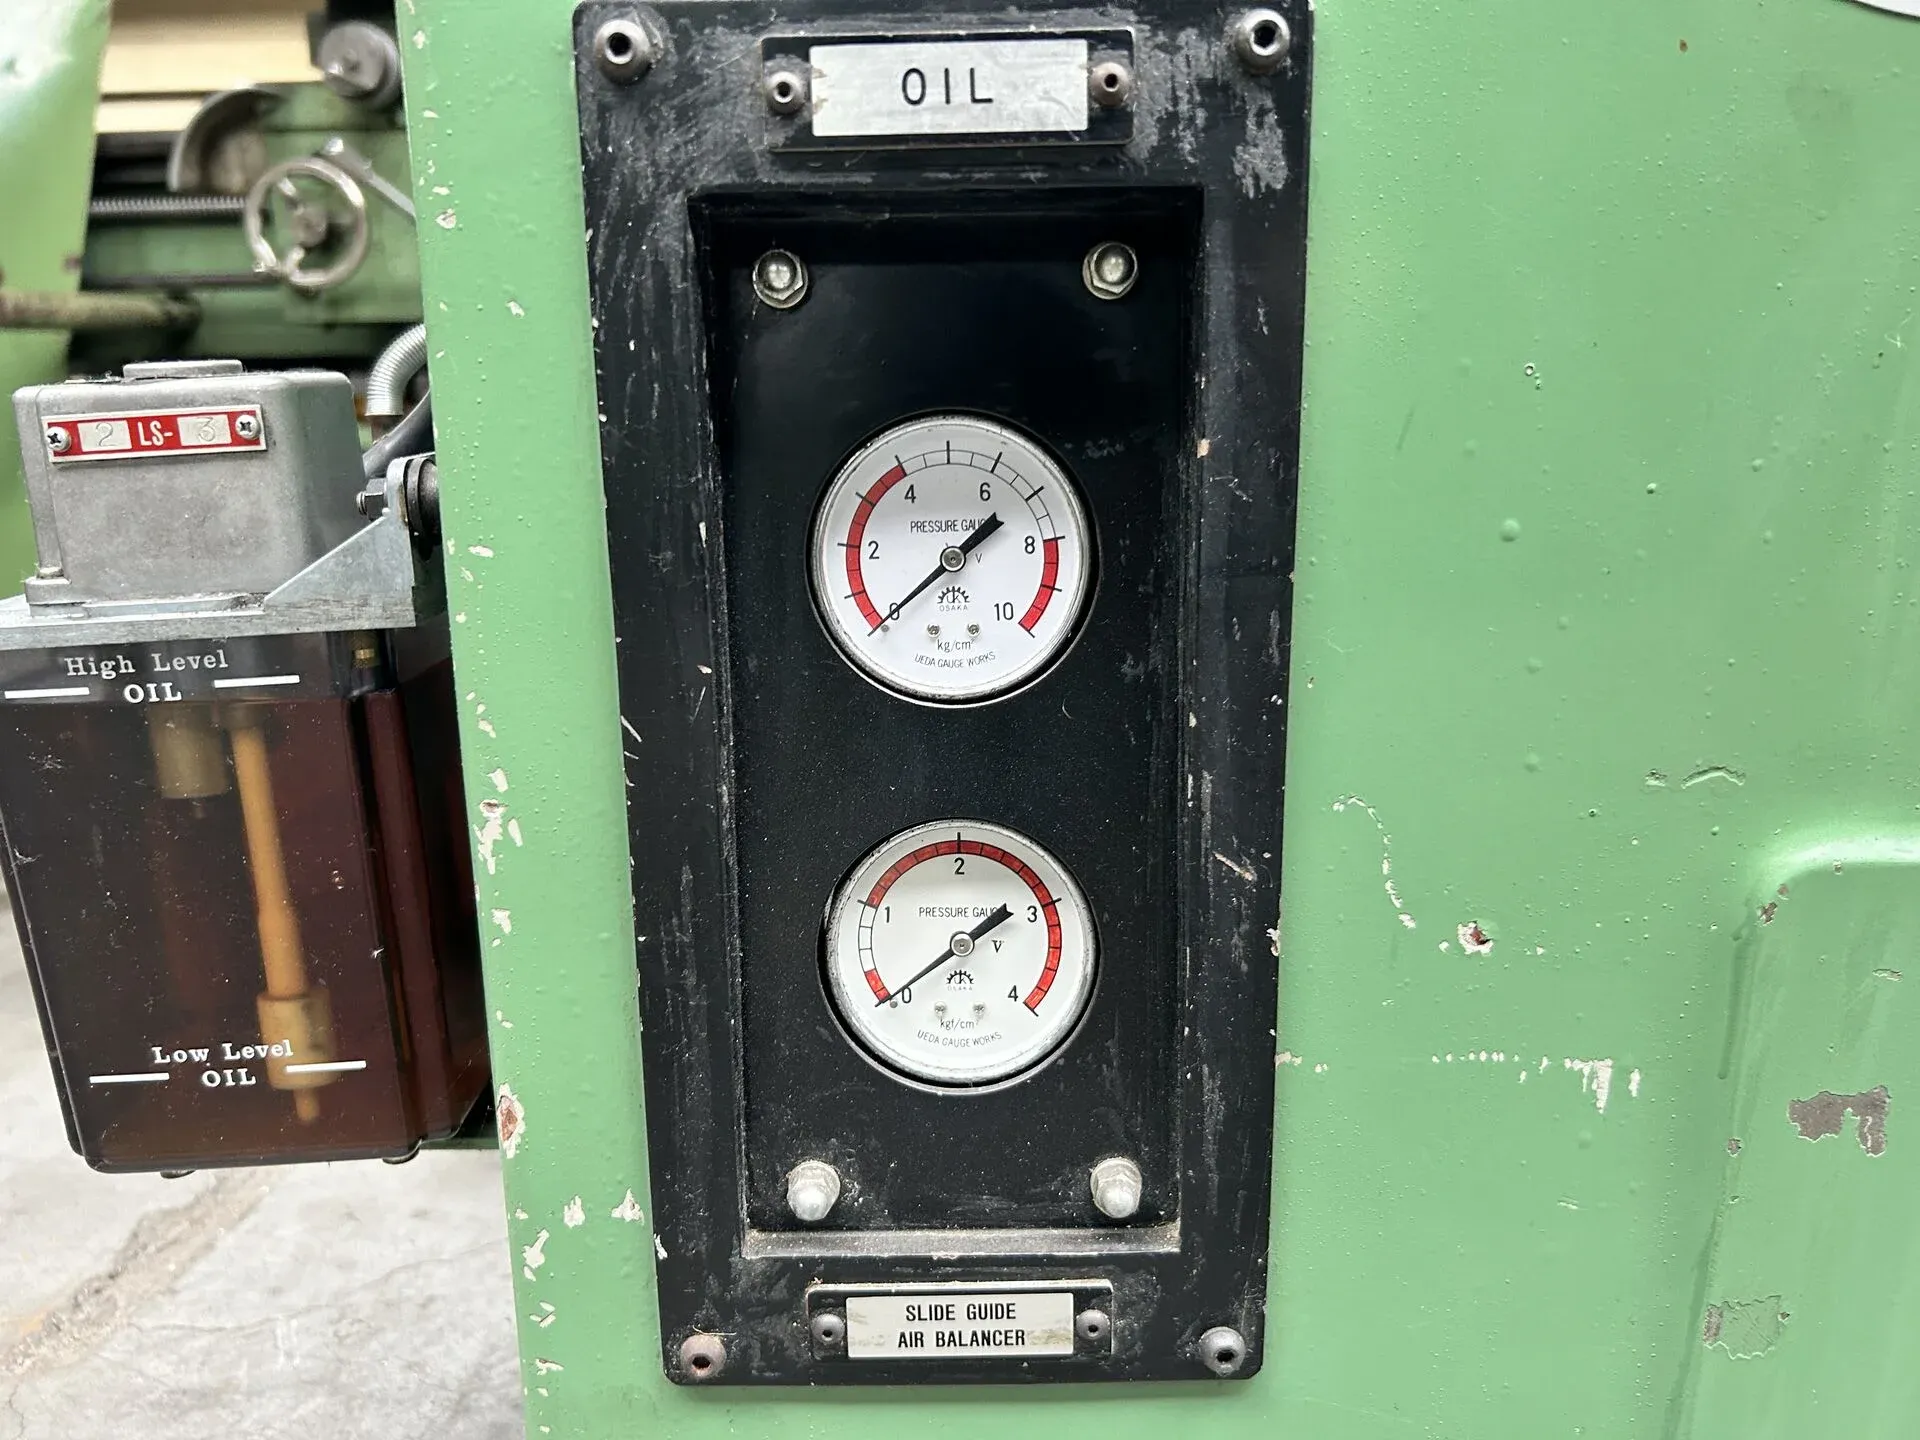 OIL
2 LS- 3
High Level
OIL
Low Level
OIL
0 2 4 6 8 10
PRESSURE GAU
V
OSAKA
kg/cm²
UEDA GAUGE WORKS
0 1 2 3 4
PRESSURE GAU
V
OSAKA
kgf/cm²
UEDA GAUGE WORKS
SLIDE GUIDE
AIR BALANCER